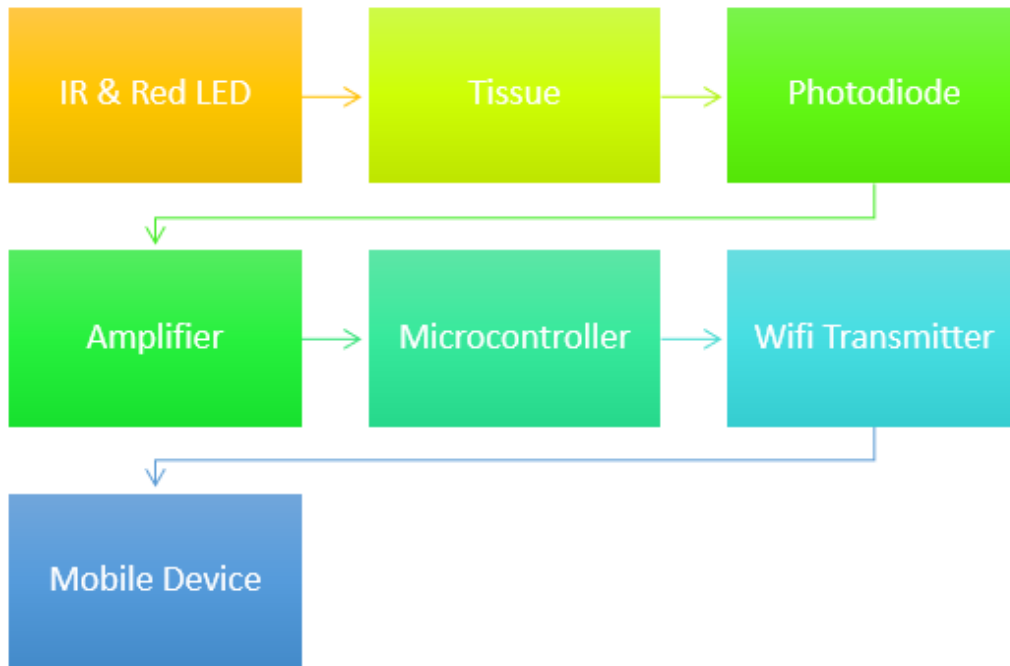 IR & Red LED
Tissue
Photodiode
Amplifier
Microcontroller
Wifi Transmitter
Mobile Device